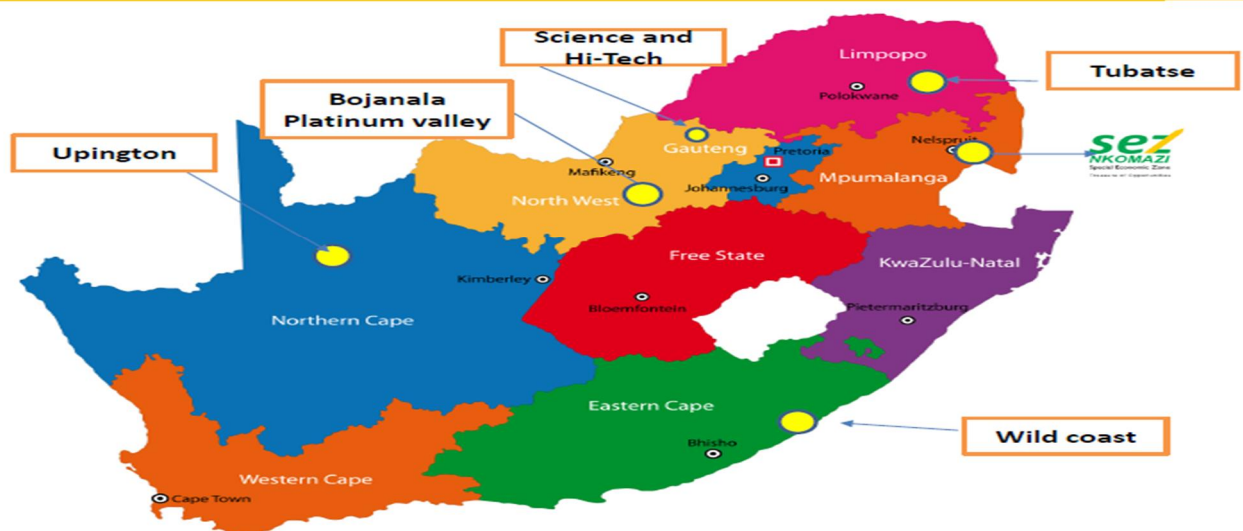 Science and
Hi-Tech
Limpopo
Tubatse
Polokwane
Bojanala
Platinum valley
Upington
Gauteng
Pretoria
Nelspruit
sez
NKOMAZI
Special Economic Zone
Mafikeng
Johannesburg
Mpumalanga
North West
Free State
KwaZulu-Natal
Kimberley
Bloemfontein
Pietermaritzburg
Northern Cape
Eastern Cape
Bhisho
Wild coast
Western Cape
Cape Town